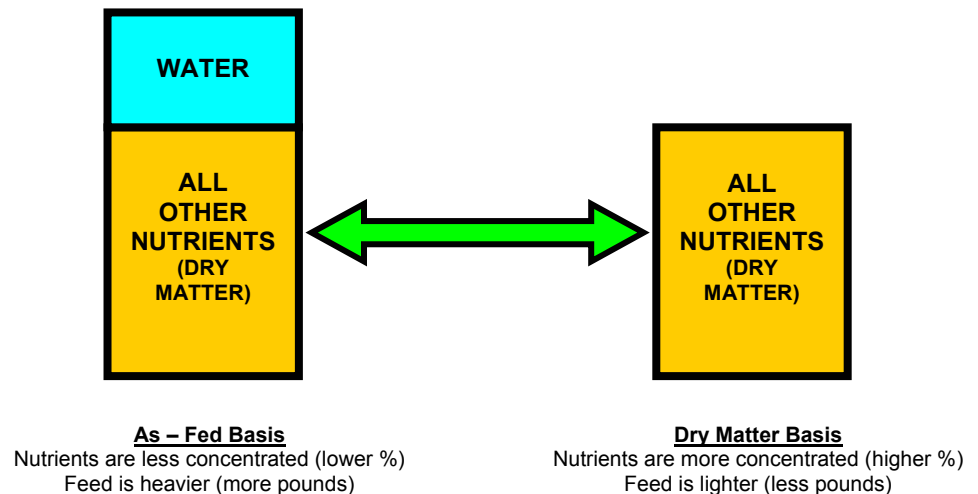 WATER
ALL
OTHER
NUTRIENTS
(DRY
MATTER)
ALL
OTHER
NUTRIENTS
(DRY
MATTER)
As – Fed Basis
Nutrients are less concentrated (lower %)
Feed is heavier (more pounds)
Dry Matter Basis
Nutrients are more concentrated (higher %)
Feed is lighter (less pounds)